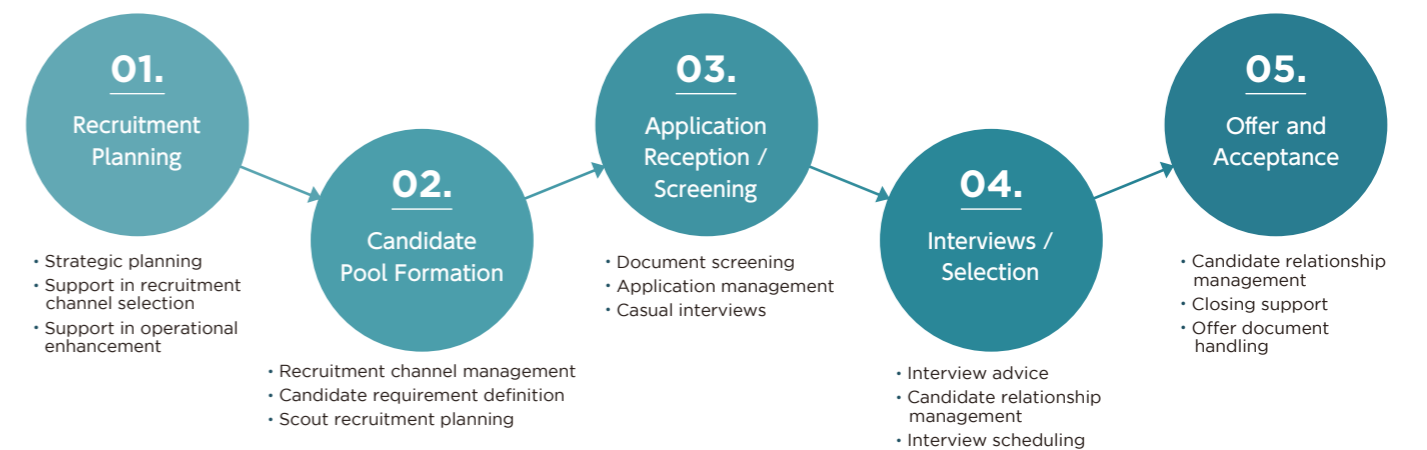 01.
Recruitment
Planning
• Strategic planning
• Support in recruitment
channel selection
• Support in operational
enhancement
02.
Candidate
Pool Formation
• Recruitment channel management
• Candidate requirement definition
• Scout recruitment planning
03.
Application
Reception /
Screening
• Document screening
• Application management
• Casual interviews
04.
Interviews /
Selection
• Interview advice
• Candidate relationship
management
• Interview scheduling
05.
Offer and
Acceptance
• Candidate relationship
management
• Closing support
• Offer document
handling